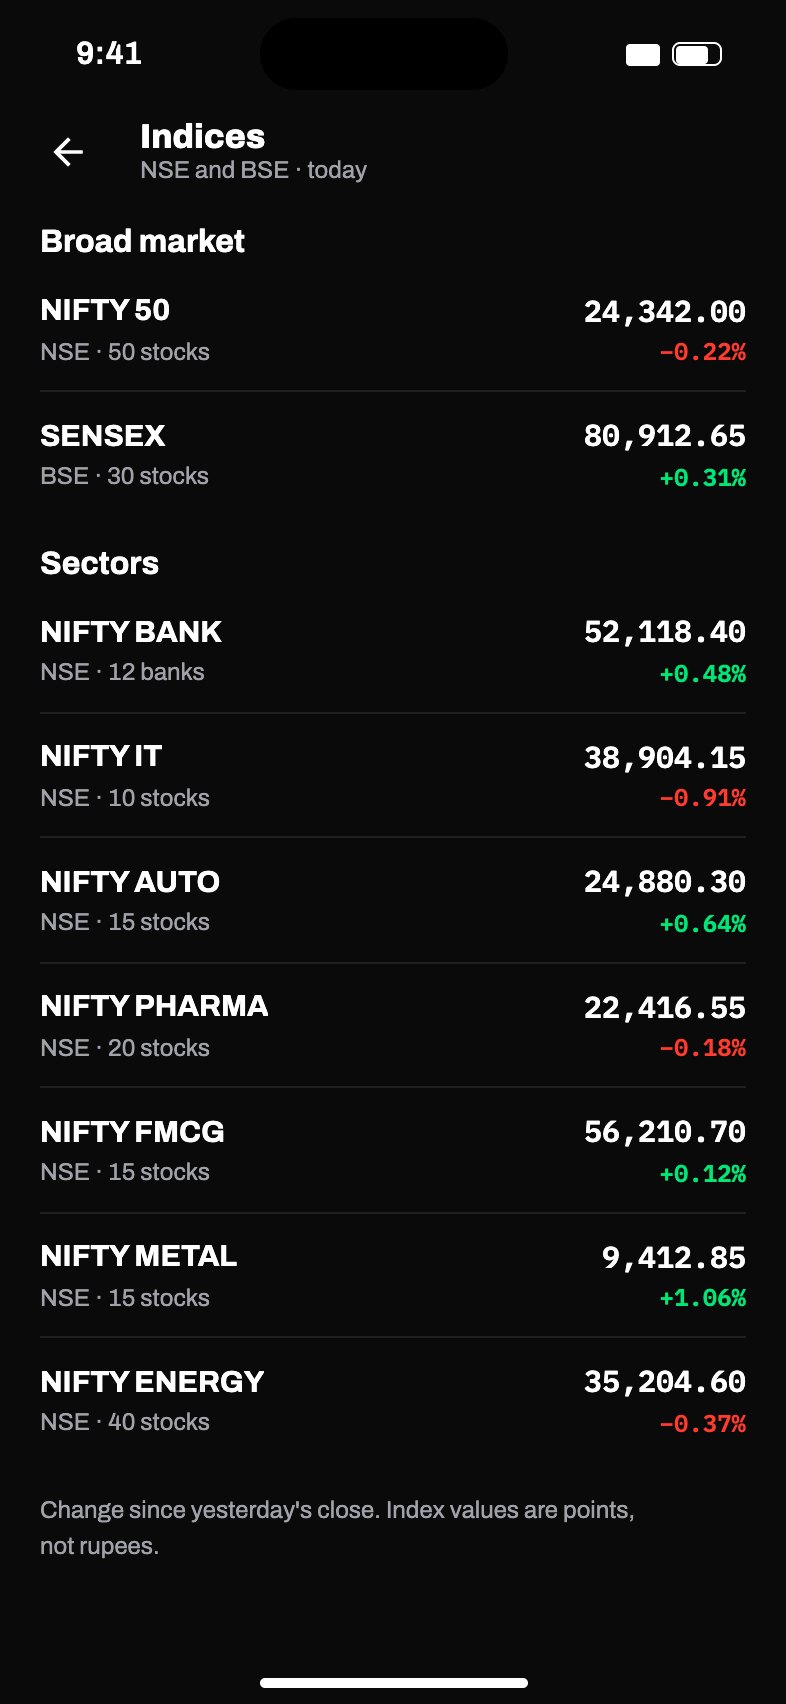 9:41
Indices
NSE and BSE · today
Broad market
NIFTY 50
24,342.00
NSE · 50 stocks
−0.22%
SENSEX
80,912.65
BSE · 30 stocks
+0.31%
Sectors
NIFTY BANK
52,118.40
NSE · 12 banks
+0.48%
NIFTY IT
38,904.15
NSE · 10 stocks
−0.91%
NIFTY AUTO
24,880.30
NSE · 15 stocks
+0.64%
NIFTY PHARMA
22,416.55
NSE · 20 stocks
−0.18%
NIFTY FMCG
56,210.70
NSE · 15 stocks
+0.12%
NIFTY METAL
9,412.85
NSE · 15 stocks
+1.06%
NIFTY ENERGY
35,204.60
NSE · 40 stocks
−0.37%
Change since yesterday's close. Index values are points,
not rupees.